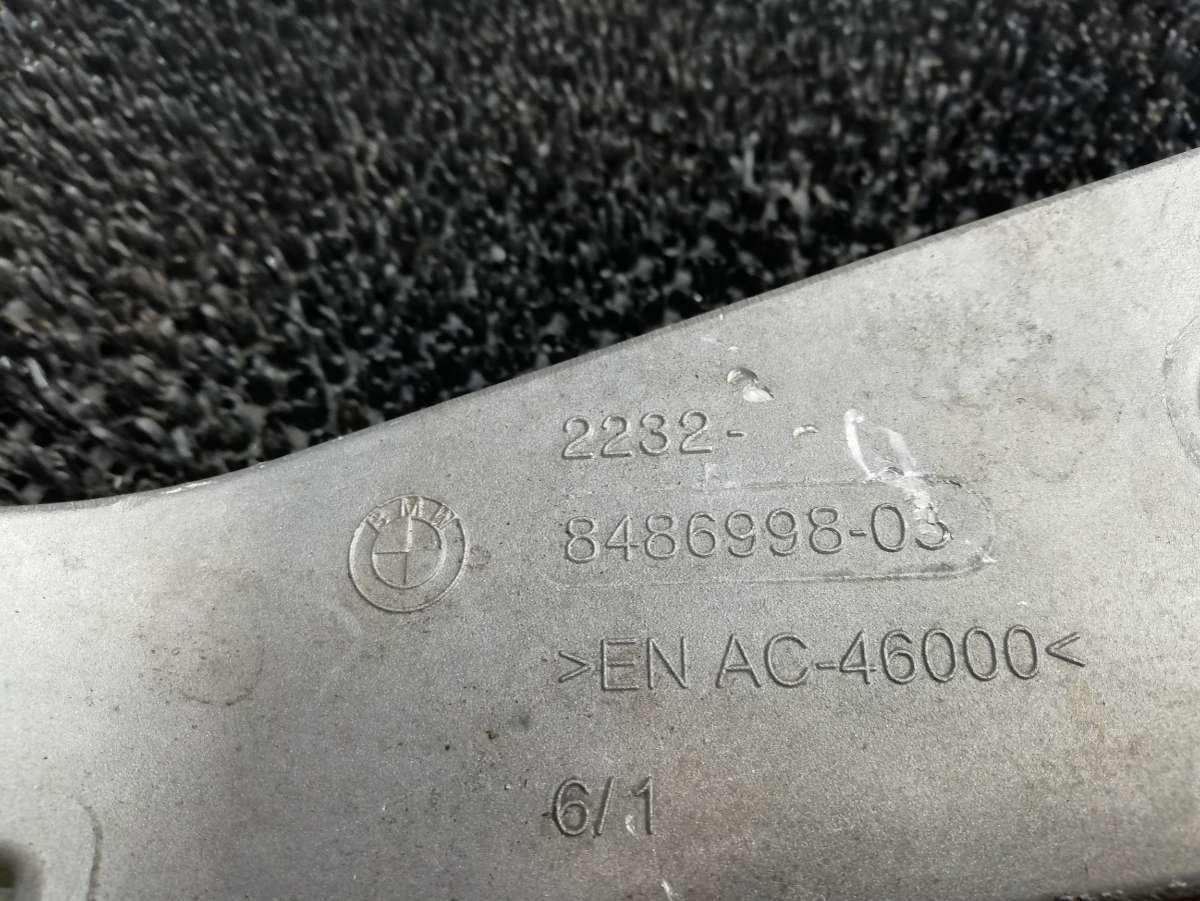 2232-
BMW
8486998-03
>EN AC-46000<
6/1